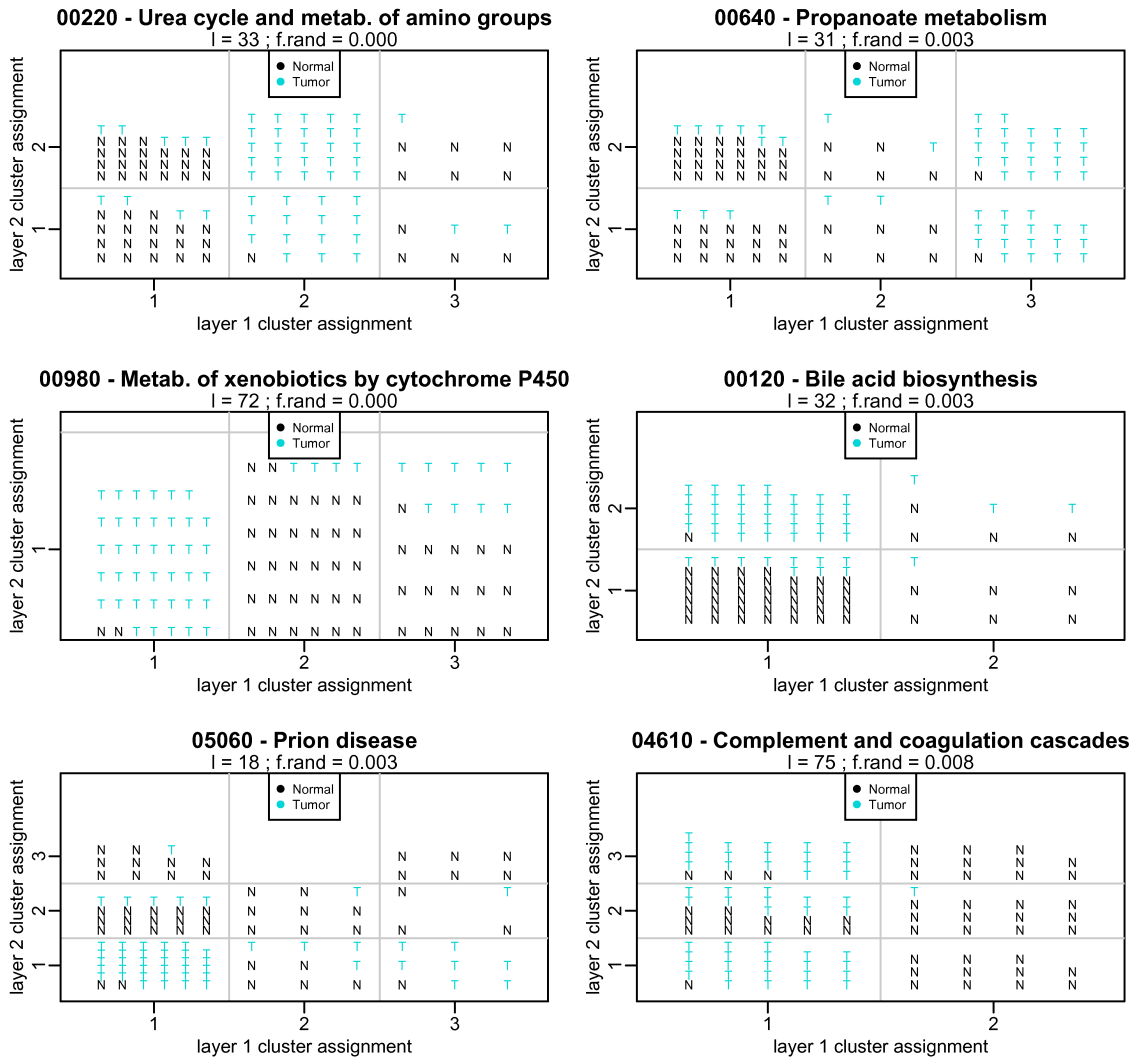 00220 - Urea cycle and metab. of amino groups
l = 33 ; f.rand = 0.000
Normal
Tumor
layer 2 cluster assignment
2
1
1 2 3
layer 1 cluster assignment
00640 - Propanoate metabolism
l = 31 ; f.rand = 0.003
Normal
Tumor
layer 2 cluster assignment
2
1
1 2 3
layer 1 cluster assignment
00980 - Metab. of xenobiotics by cytochrome P450
l = 72 ; f.rand = 0.000
Normal
Tumor
layer 2 cluster assignment
1
1 2 3
layer 1 cluster assignment
00120 - Bile acid biosynthesis
l = 32 ; f.rand = 0.003
Normal
Tumor
layer 2 cluster assignment
2
1
1 2
layer 1 cluster assignment
05060 - Prion disease
l = 18 ; f.rand = 0.003
Normal
Tumor
layer 2 cluster assignment
3
2
1
1 2 3
layer 1 cluster assignment
04610 - Complement and coagulation cascades
l = 75 ; f.rand = 0.008
Normal
Tumor
layer 2 cluster assignment
3
2
1
1 2
layer 1 cluster assignment